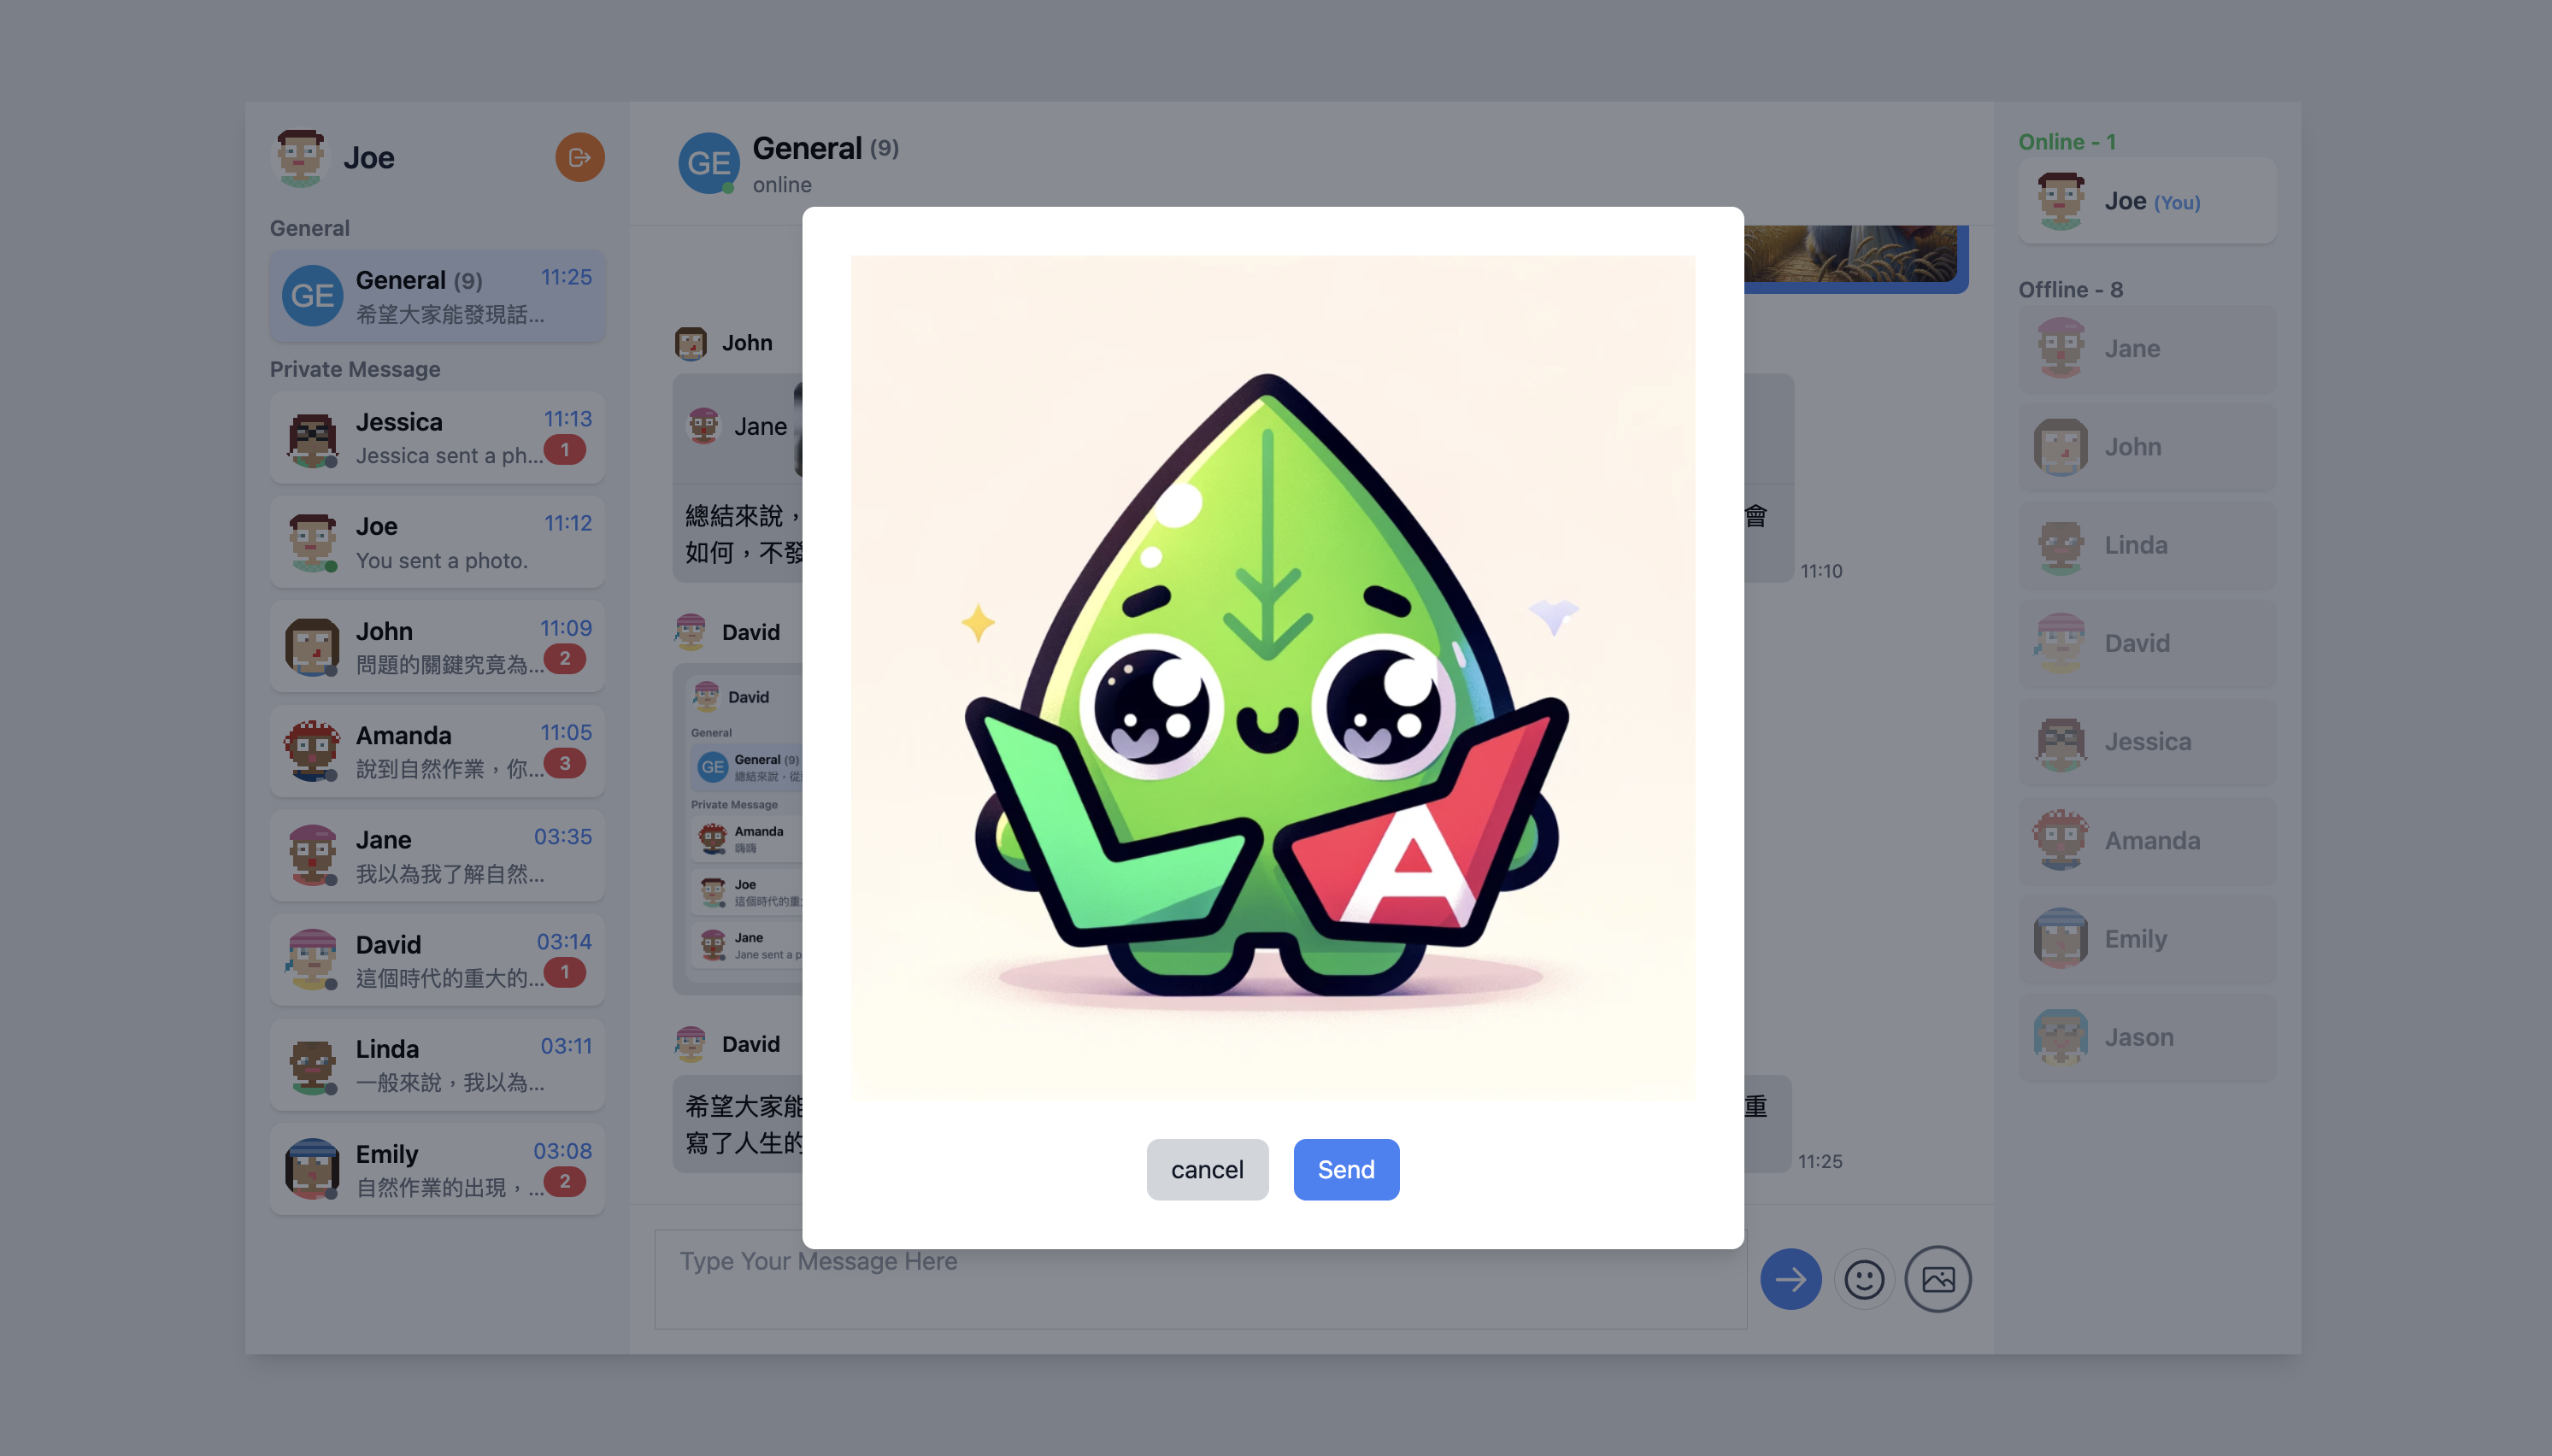 Joe
General
GE
General (9)
11:25
希望大家能發現話...
Private Message
Jessica
11:13
Jessica sent a ph...
1
Joe
11:12
You sent a photo.
John
11:09
問題的關鍵究竟為...
2
Amanda
11:05
說到自然作業，你...
3
Jane
03:35
我以為我了解自然...
David
03:14
這個時代的重大的...
1
Linda
03:11
一般來說，我以為...
Emily
03:08
自然作業的出現，...
2
GE
General (9)
online
John
Jane
總結來說，
會
如何，不發
11:10
David
David
General
GE
General (9)
總結來說，從
Private Message
Amanda
嗨嗨
Joe
這個時代的重
Jane
Jane sent a p
David
希望大家能
重
寫了人生的
11:25
A
cancel
Send
Type Your Message Here
Online - 1
Joe (You)
Offline - 8
Jane
John
Linda
David
Jessica
Amanda
Emily
Jason